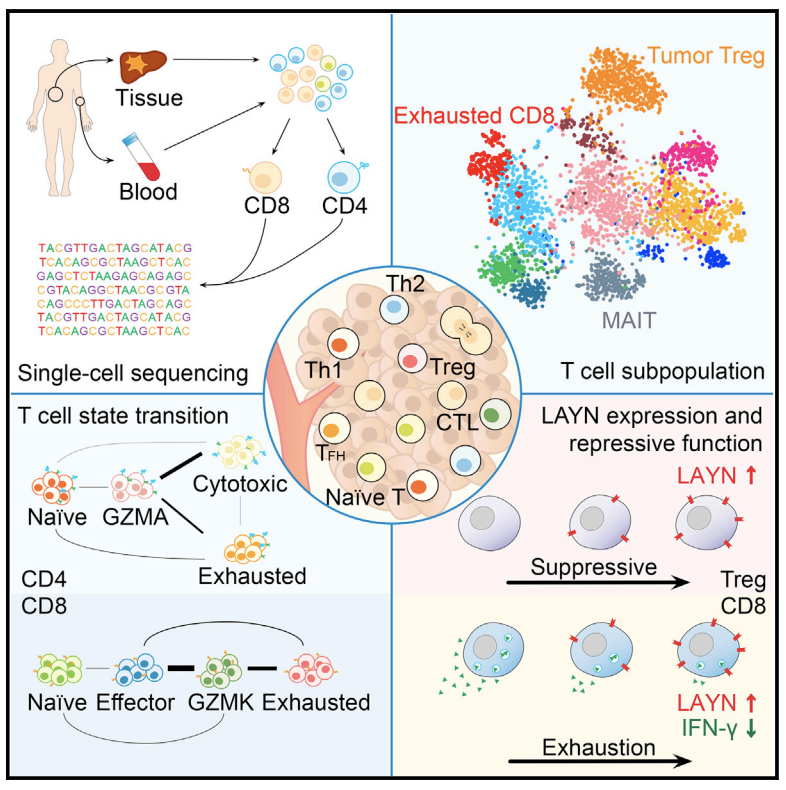 Tissue
Blood
CD8
CD4
TACGTTGACTAGCATACG
TCACAGCGCTAAGCTCAC
GAGCTCTAAGAGCAGAGC
CGTACAGGCTAACGCGTA
CAGCCCTTGACTAGCAGC
TACGTTGACTAGCATACG
TCACAGCGCTAAGCTCAC
Single-cell sequencing
Tumor Treg
Exhausted CD8
MAIT
T cell subpopulation
Th2
Th1
Treg
CTL
TFH
Naïve T
T cell state transition
Cytotoxic
Naïve
GZMA
Exhausted
CD4
CD8
Naïve
Effector
GZMK
Exhausted
LAYN expression and
repressive function
LAYN ↑
Suppressive
Treg
CD8
LAYN ↑
IFN-γ ↓
Exhaustion